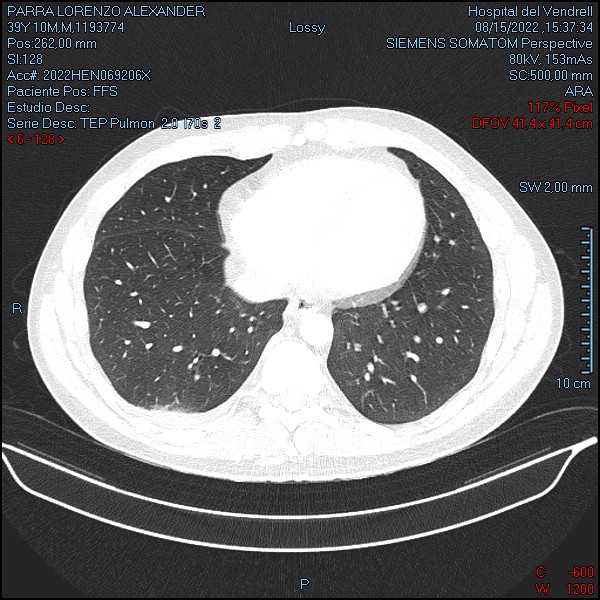 PARRA LORENZO ALEXANDER
39Y 10M,M,1193774
Pos:262,00 mm
SI:128
Acc#: 2022HEN069206X
Paciente Pos: FFS
Estudio Desc:
Serie Desc: TEP Pulmon 2.0 I70s 2
< 6 - 128 >
Lossy
Hospital del Vendrell
08/15/2022 ,15:37:34
SIEMENS SOMATOM Perspective
80kV, 153mAs
SC:500,00 mm
ARA
117% Pixel
DFOV 41,4 x 41,4 cm
SW 2,00 mm
R
10 cm
P
C -600
W 1200